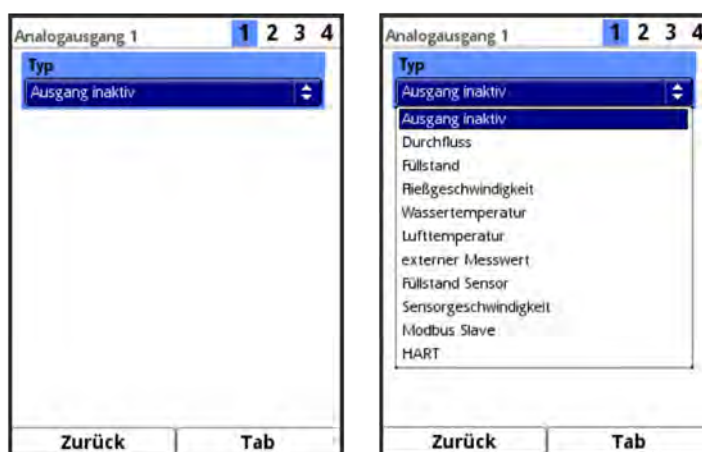 Analogausgang 1 1 2 3 4
Typ
Ausgang inaktiv
Zurück Tab
Analogausgang 1 1 2 3 4
Typ
Ausgang inaktiv
Ausgang inaktiv
Durchfluss
Füllstand
Fließgeschwindigkeit
Wassertemperatur
Lufttemperatur
externer Messwert
Füllstand Sensor
Sensorgeschwindigkeit
Modbus Slave
HART
Zurück Tab